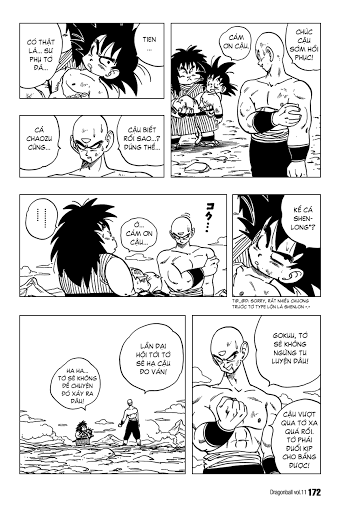 CHÚC
CẬU
SỚM HỒI
PHỤC!
CẢM
ƠN CẬU.
TIEN
...
CÓ THẬT
LÀ... SƯ
PHỤ TỚ
ĐÃ...
CẬU BIẾT
RỒI SAO...?
ĐÚNG THẾ...
CẢ
CHAOZU
CŨNG...
KỂ CẢ
SHEN-
LONG"?
SORRY, RẤT NHIỀU CHƯƠNG
TRƯỚC TỚ TYPE LỘN LÀ SHENLON >.<
コク…
Ờ...
CẢM ƠN
CẬU...
......
GOKUU, TỚ
SẼ KHÔNG
NGỪNG TU
LUYỆN ĐÂU!
CẬU VƯỢT
QUA TỚ XA
QUÁ RỒI.
TỚ PHẢI
ĐUỔI KỊP
CHO BẰNG
ĐƯỢC!
LẦN ĐẠI
HỘI TỚI TỚ
SẼ HẠ CẬU
ĐO VÁN!
HA HA...
TỚ SẼ KHÔNG
ĐỂ CHUYỆN
ĐÓ XẢY RA
ĐÂU!
Dragonball vol.11 172